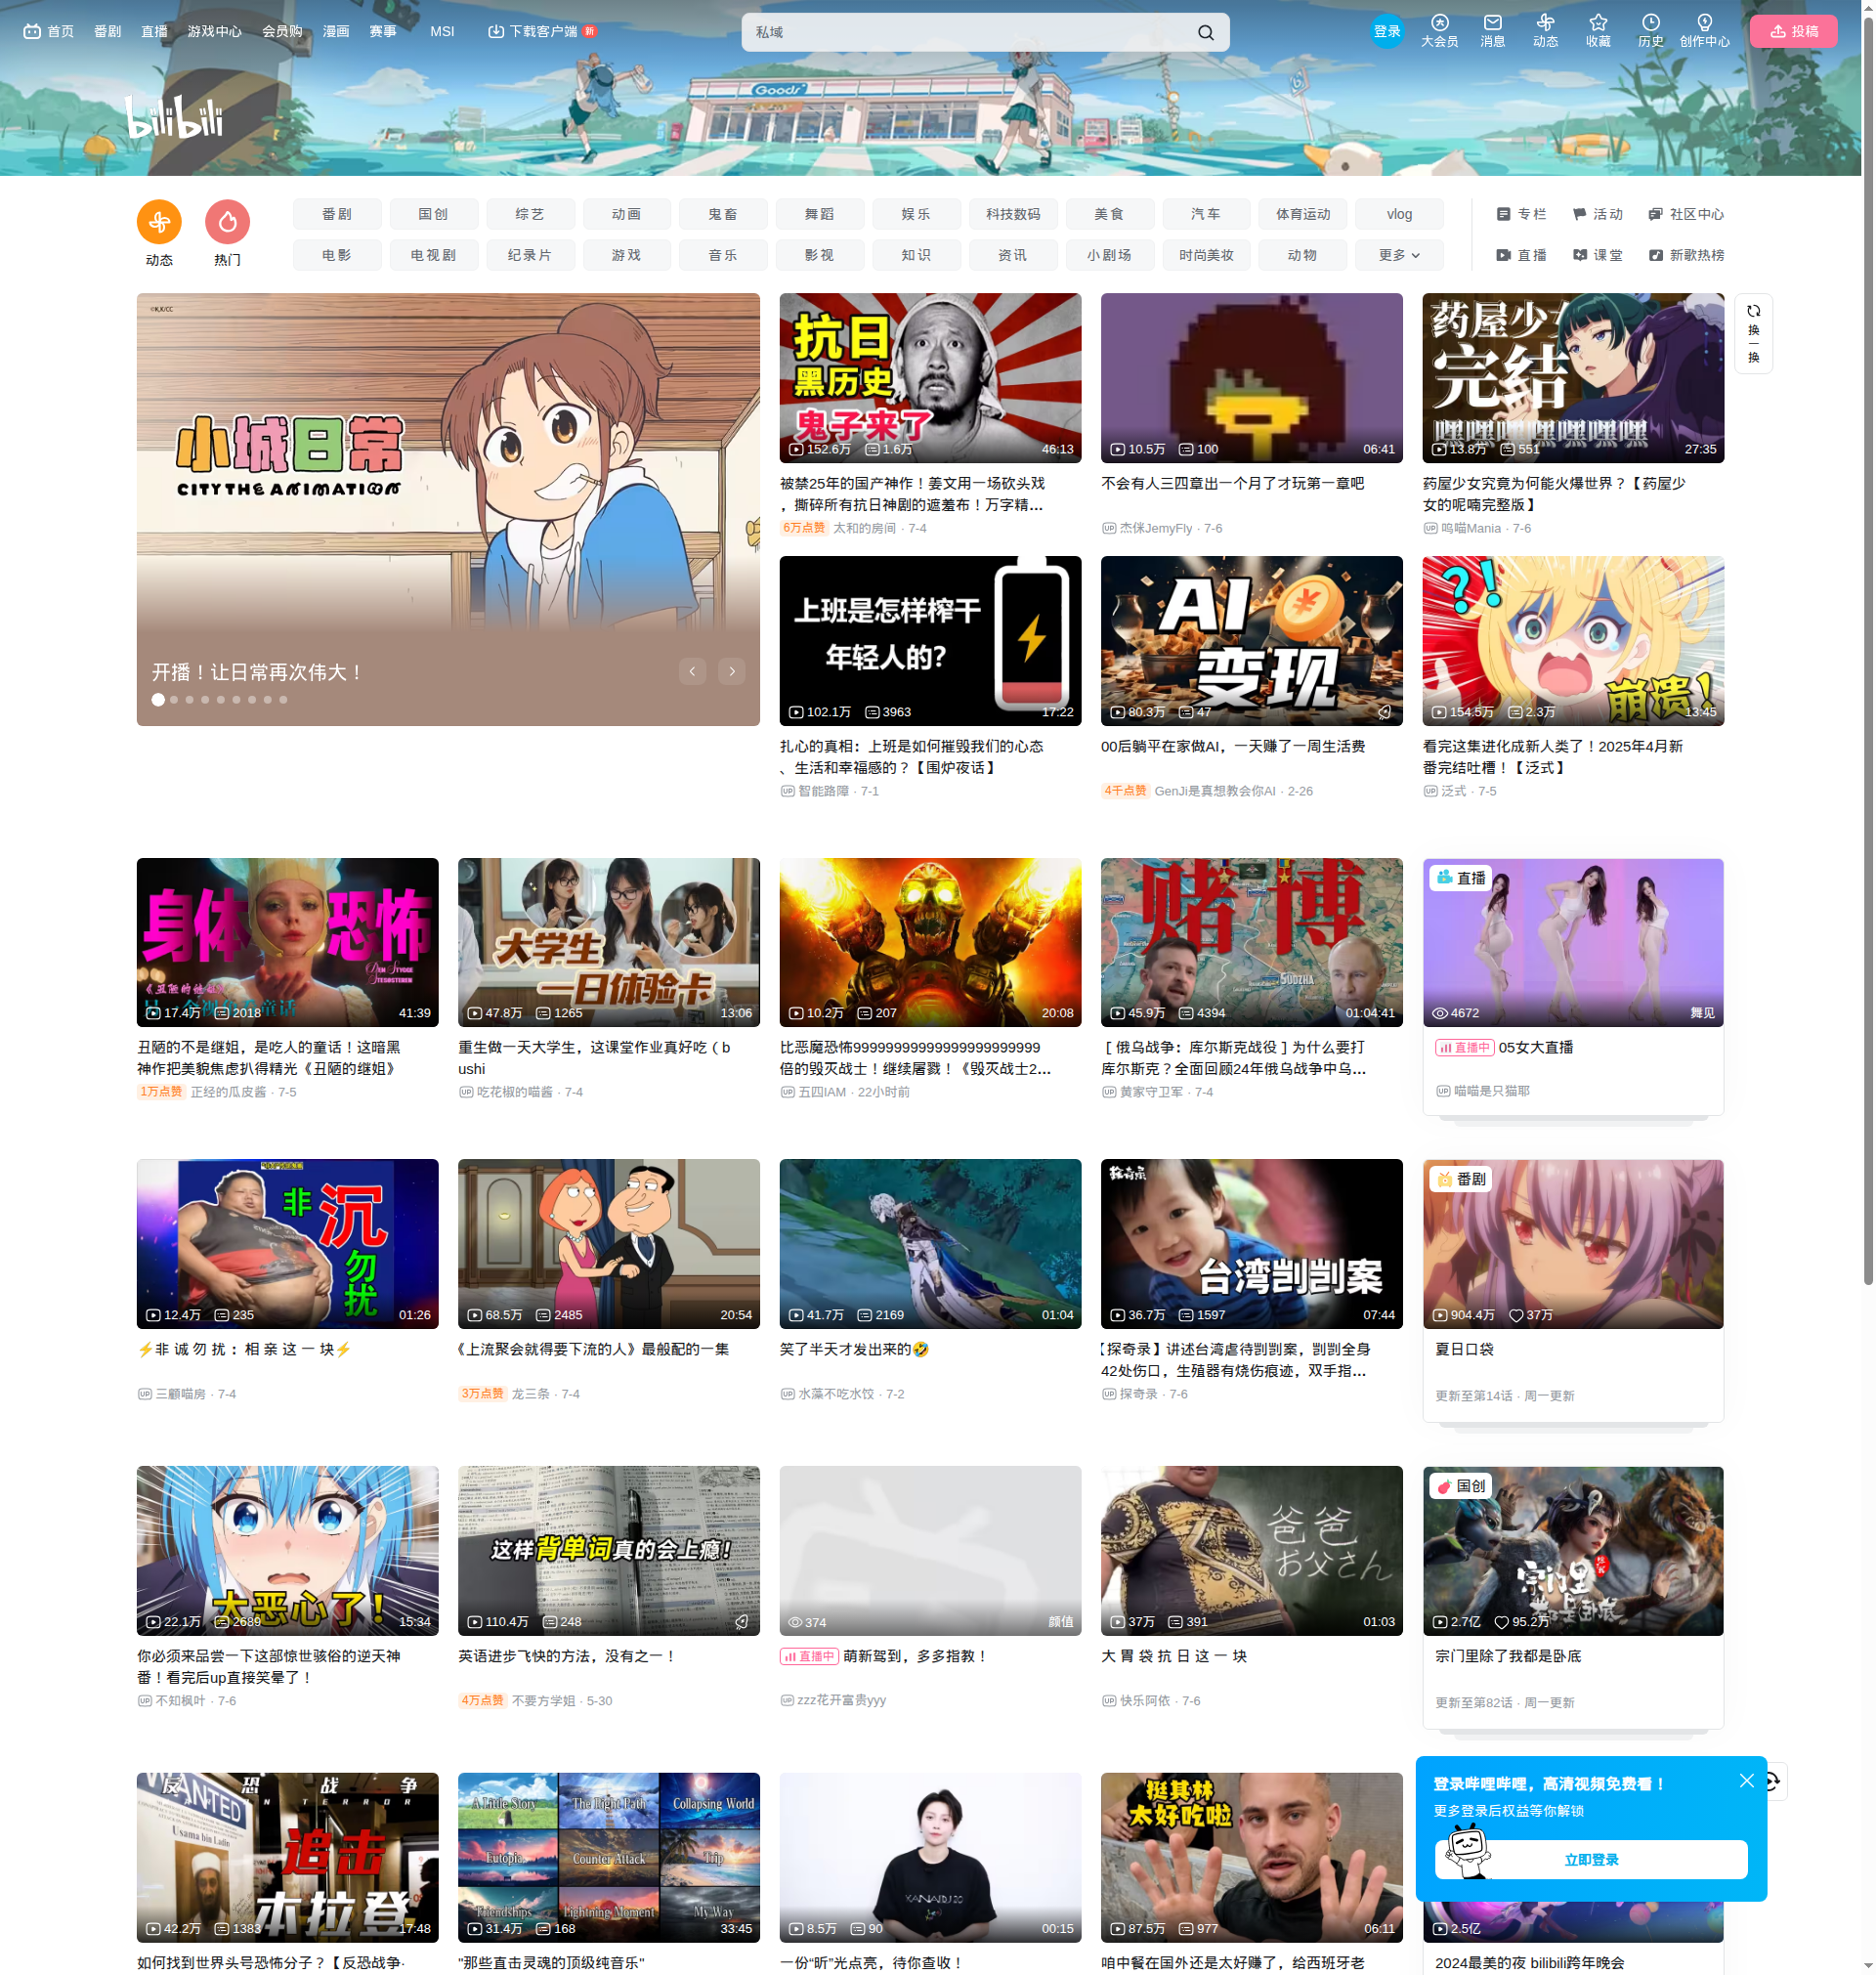 首页 番剧 直播 游戏中心 会员购 漫画 赛事 MSI 下载客户端 新
私域
登录 大会员 消息 动态 收藏 历史 创作中心 投稿
bilibili
Goods
动态 热门
番剧 国创 综艺 动画 鬼畜 舞蹈 娱乐 科技数码 美食 汽车 体育运动 vlog
电影 电视剧 纪录片 游戏 音乐 影视 知识 资讯 小剧场 时尚美妆 动物 更多
专栏 活动 社区中心
直播 课堂 新歌热榜
小城日常
CITY THE ANIMATION
开播！让日常再次伟大！
抗日
黑历史
鬼子来了
152.6万 1.6万 46:13
被禁25年的国产神作！姜文用一场砍头戏
，撕碎所有抗日神剧的遮羞布！万字精...
6万点赞 太和的房间 · 7-4
10.5万 100 06:41
不会有人三四章出一个月了才玩第一章吧
UP 杰侎JemyFly · 7-6
药屋少女
完结
嘿嘿嘿嘿嘿嘿嘿
13.8万 551 27:35
药屋少女究竟为何能火爆世界？【药屋少
女的呢喃完整版】
UP 呜喵Mania · 7-6
换一换
上班是怎样榨干
年轻人的?
102.1万 3963 17:22
扎心的真相：上班是如何摧毁我们的心态
、生活和幸福感的？【围炉夜话】
UP 智能路障 · 7-1
AI
变现
80.3万 47
00后躺平在家做AI，一天赚了一周生活费
4千点赞 GenJi是真想教会你AI · 2-26
?!
崩溃!
154.5万 2.3万 13:45
看完这集进化成新人类了！2025年4月新
番完结吐槽！【泛式】
UP 泛式 · 7-5
身体恐怖
DEN STYGGE
STESØSTEREN
17.4万 2018 41:39
丑陋的不是继姐，是吃人的童话！这暗黑
神作把美貌焦虑扒得精光《丑陋的继姐》
1万点赞 正经的瓜皮酱 · 7-5
大学生
一日体验卡
47.8万 1265 13:06
重生做一天大学生，这课堂作业真好吃（b
ushi
UP 吃花椒的喵酱 · 7-4
10.2万 207 20:08
比恶魔恐怖99999999999999999999999
倍的毁灭战士！继续屠戮！《毁灭战士2...
UP 五四IAM · 22小时前
赌博
SUDZHA
45.9万 4394 01:04:41
[ 俄乌战争：库尔斯克战役 ] 为什么要打
库尔斯克？全面回顾24年俄乌战争中乌...
UP 黄家守卫军 · 7-4
直播
4672 舞见
直播中 05女大直播
UP 喵喵是只猫耶
非沉
勿扰
12.4万 235 01:26
⚡非 诚 勿 扰 ：相 亲 这 一 块⚡
UP 三顧喵房 · 7-4
68.5万 2485 20:54
《上流聚会就得要下流的人》最般配的一集
3万点赞 龙三条 · 7-4
41.7万 2169 01:04
笑了半天才发出来的🤣
UP 水藻不吃水饺 · 7-2
探奇录
台湾剀剀案
36.7万 1597 07:44
【探奇录】讲述台湾虐待剀剀案，剀剀全身
42处伤口，生殖器有烧伤痕迹，双手指...
UP 探奇录 · 7-6
番剧
904.4万 37万
夏日口袋
更新至第14话 · 周一更新
大恶心了!
22.1万 2689 15:34
你必须来品尝一下这部惊世骇俗的逆天神
番！看完后up直接笑晕了！
UP 不知枫叶 · 7-6
这样背单词真的会上瘾!
110.4万 248
英语进步飞快的方法，没有之一！
4万点赞 不要方学姐 · 5-30
374 颜值
直播中 萌新驾到，多多指教！
UP zzz花开富贵yyy
爸爸
お父さん
37万 391 01:03
大 胃 袋 抗 日 这 一 块
UP 快乐阿依 · 7-6
国创
宗门里
2.7亿 95.2万
宗门里除了我都是卧底
更新至第82话 · 周一更新
反恐战争
WANTED
Usama bin Ladin
追击
本拉登
42.2万 1383 17:48
如何找到世界头号恐怖分子？【反恐战争·
A Little Story The Right Path Collapsing World
Eutopia Counter Attack Trip
Friendships Lightning Moment My Way
31.4万 168 33:45
"那些直击灵魂的顶级纯音乐"
XANADU 20
8.5万 90 00:15
一份“昕”光点亮，待你查收！
挺其林
太好吃啦
87.5万 977 06:11
咱中餐在国外还是太好赚了，给西班牙老
登录哔哩哔哩，高清视频免费看！
更多登录后权益等你解锁
立即登录
2.5亿
2024最美的夜 bilibili跨年晚会